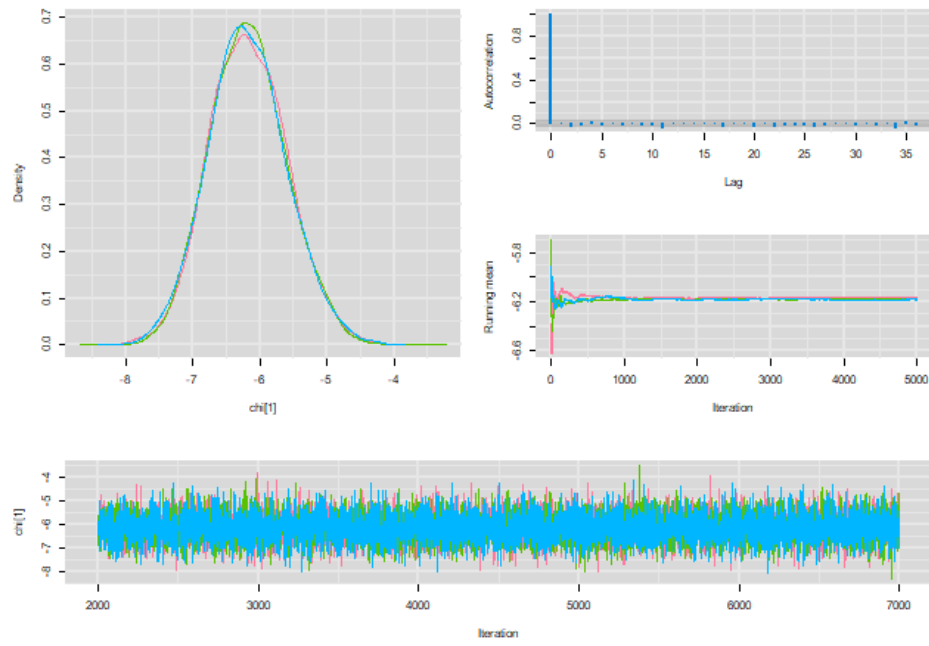 Density
0.7
0.6
0.5
0.4
0.3
0.2
0.1
0.0
-8 -7 -6 -5 -4
chi[1]
Autocorrelation
0.8
0.4
0.0
0 5 10 15 20 25 30 35
Lag
Running mean
-5.8
-6.2
-6.6
0 1000 2000 3000 4000 5000
Iteration
chi[1]
-4
-5
-6
-7
-8
2000 3000 4000 5000 6000 7000
Iteration